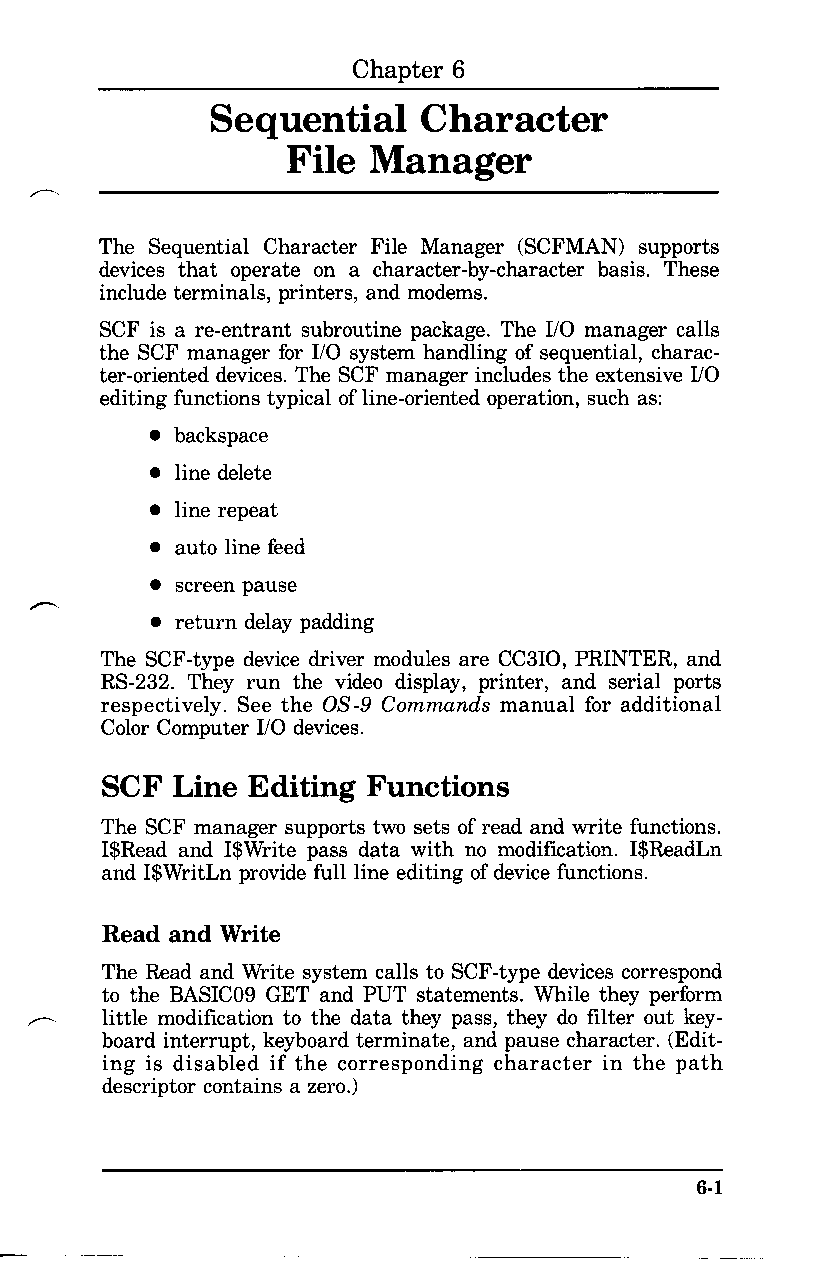 Chapter 6
Sequential Character
File Manager
The Sequential Character File Manager (SCFMAN) supports
devices that operate on a character-by-character basis. These
include terminals, printers, and modems.
SCF is a re-entrant subroutine package. The I/O manager calls
the SCF manager for I/O system handling of sequential, charac-
ter-oriented devices. The SCF manager includes the extensive I/O
editing functions typical of line-oriented operation, such as:
• backspace
• line delete
• line repeat
• auto line feed
• screen pause
• return delay padding
The SCF-type device driver modules are CC3IO, PRINTER, and
RS-232. They run the video display, printer, and serial ports
respectively. See the OS-9 Commands manual for additional
Color Computer I/O devices.
SCF Line Editing Functions
The SCF manager supports two sets of read and write functions.
I$Read and I$Write pass data with no modification. I$ReadLn
and I$WritLn provide full line editing of device functions.
Read and Write
The Read and Write system calls to SCF-type devices correspond
to the BASIC09 GET and PUT statements. While they perform
little modification to the data they pass, they do filter out key-
board interrupt, keyboard terminate, and pause character. (Edit-
ing is disabled if the corresponding character in the path
descriptor contains a zero.)
6-1